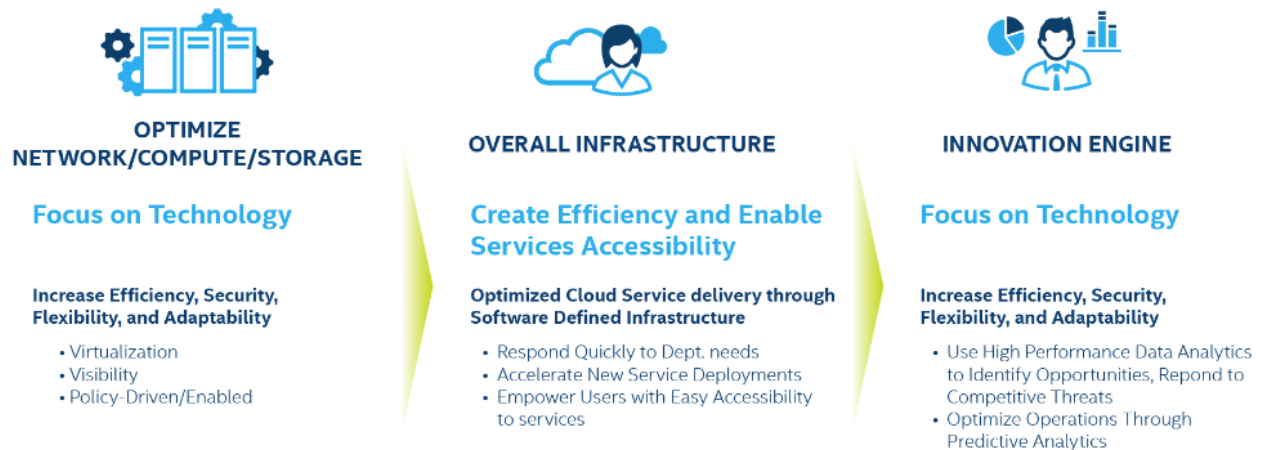 OPTIMIZE
NETWORK/COMPUTE/STORAGE
Focus on Technology
Increase Efficiency, Security,
Flexibility, and Adaptability
• Virtualization
• Visibility
• Policy-Driven/Enabled
OVERALL INFRASTRUCTURE
Create Efficiency and Enable
Services Accessibility
Optimized Cloud Service delivery through
Software Defined Infrastructure
• Respond Quickly to Dept. needs
• Accelerate New Service Deployments
• Empower Users with Easy Accessibility
to services
INNOVATION ENGINE
Focus on Technology
Increase Efficiency, Security,
Flexibility, and Adaptability
• Use High Performance Data Analytics
to Identify Opportunities, Repond to
Competitive Threats
• Optimize Operations Through
Predictive Analytics